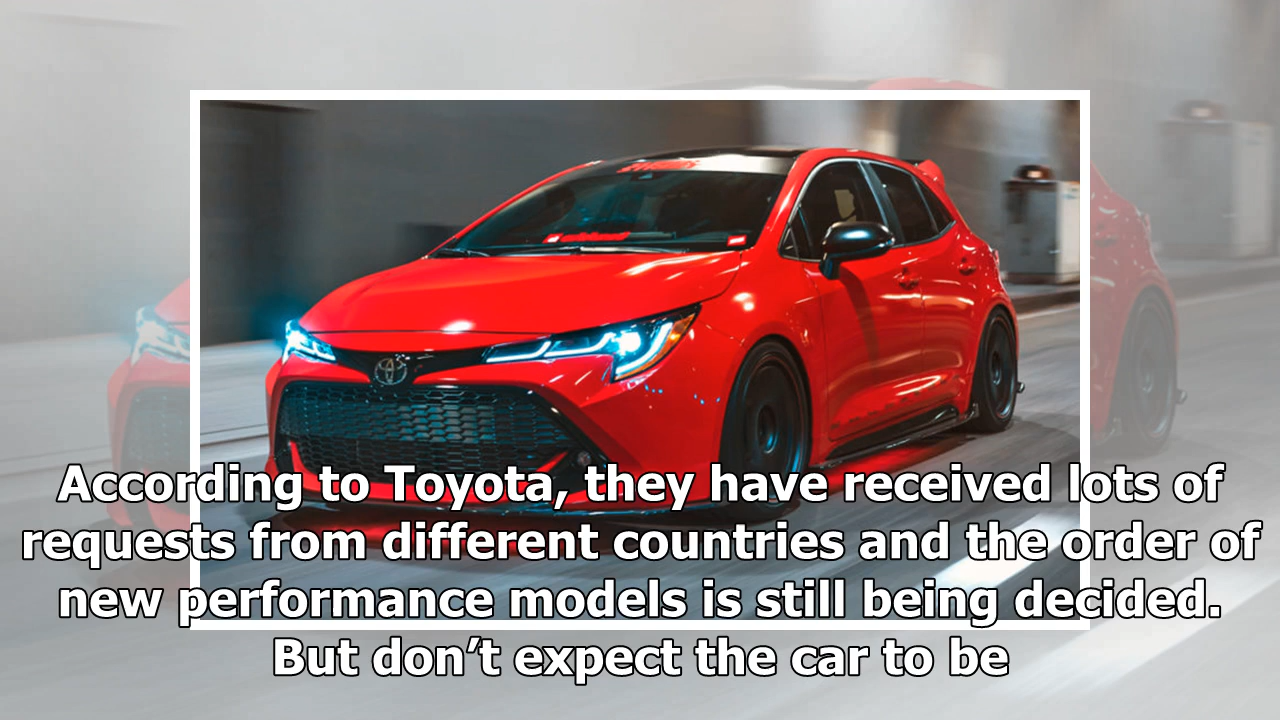 According to Toyota, they have received lots of
requests from different countries and the order of
new performance models is still being decided.
But don’t expect the car to be